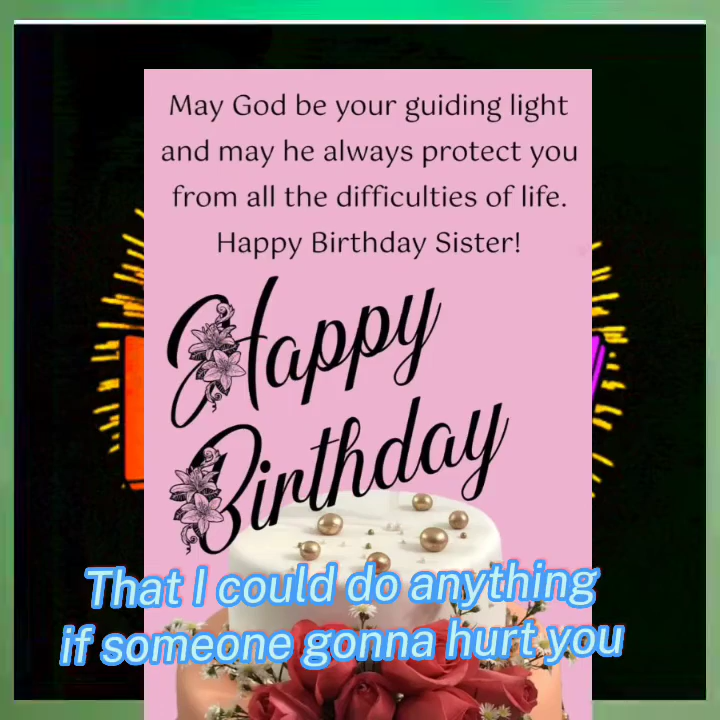 May God be your guiding light
and may he always protect you
from all the difficulties of life.
Happy Birthday Sister!
Happy
Birthday
That I could do anything
if someone gonna hurt you